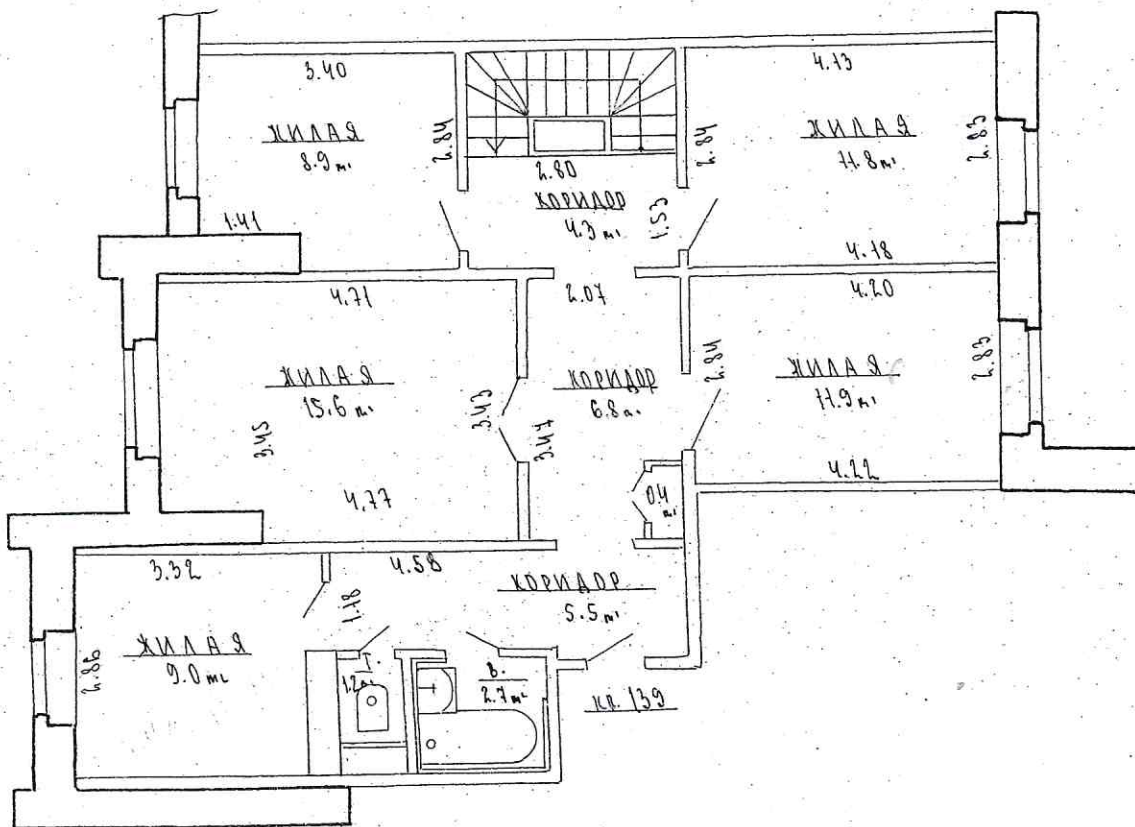 3.40
4.13
ЖИЛАЯ
8.9 м²
2.84
2.84
ЖИЛАЯ
11.8 м²
2.83
2.80
КОРИДОР
4.3 м²
1.53
1.41
4.18
4.71
2.07
4.20
ЖИЛАЯ
15.6 м²
3.45
3.43
КОРИДОР
6.8 м²
3.47
2.84
ЖИЛАЯ
11.9 м²
2.83
4.77
0.4 м²
4.22
3.32
4.58
1.18
КОРИДОР
5.5 м²
ЖИЛАЯ
9.0 м²
2.86
Т.
1.2 м²
В.
2.7 м²
кв. 139